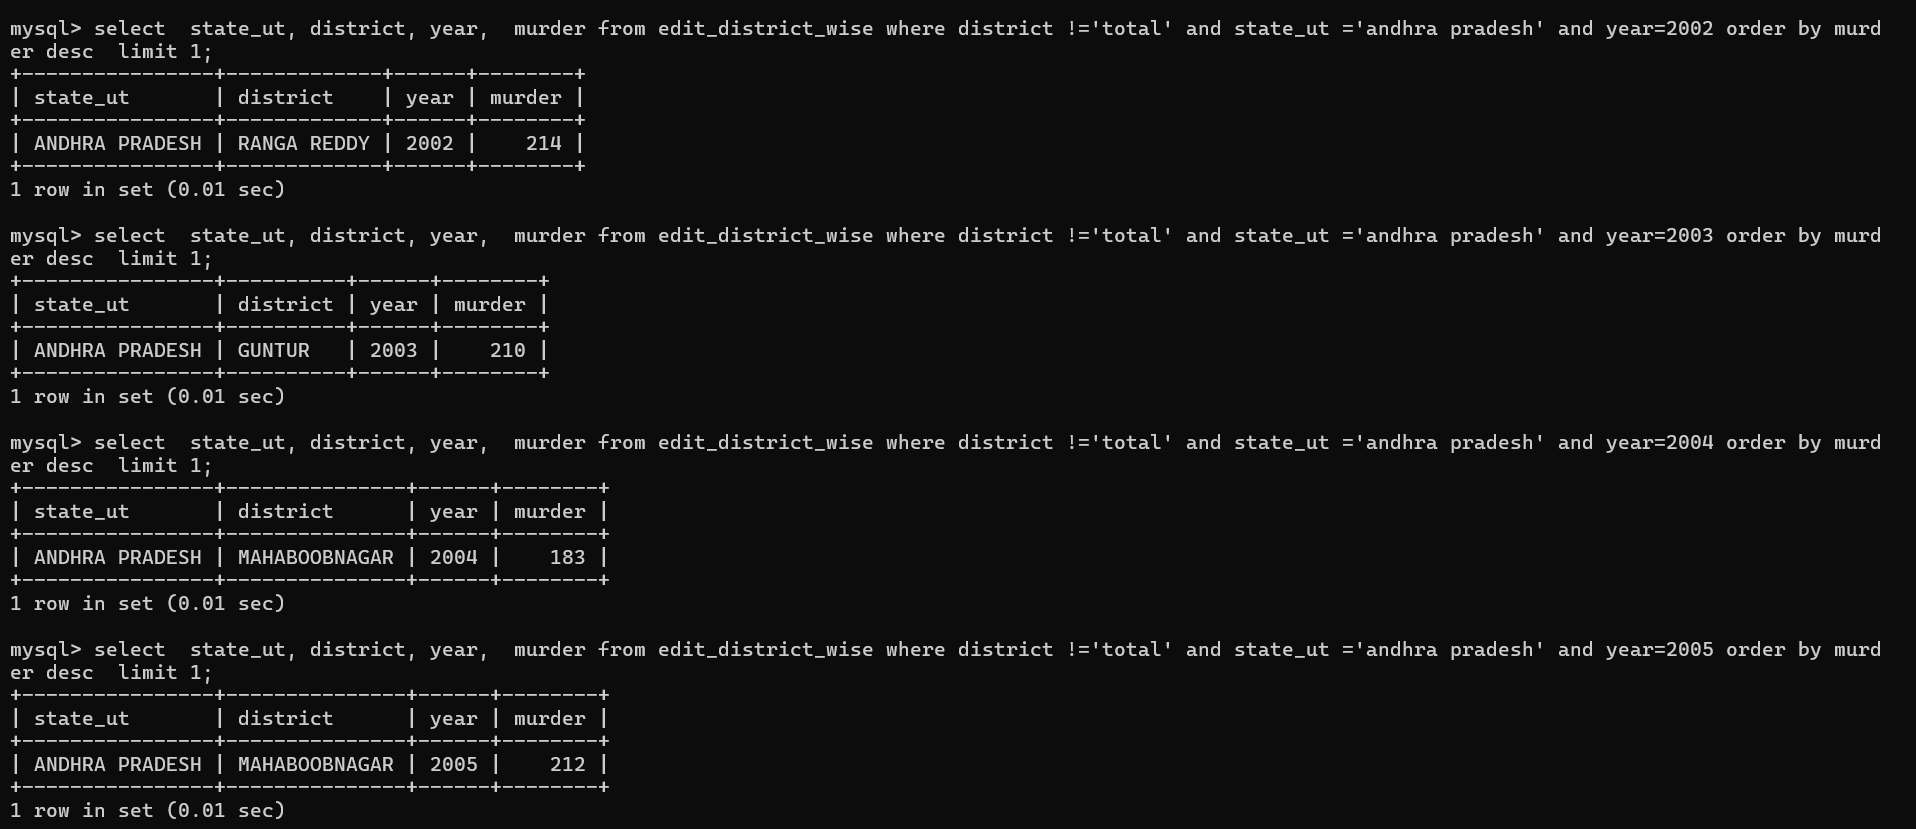 mysql> select  state_ut, district, year,  murder from edit_district_wise where district !='total' and state_ut ='andhra pradesh' and year=2002 order by murd
er desc  limit 1;
+----------------+-------------+------+--------+
| state_ut       | district    | year | murder |
+----------------+-------------+------+--------+
| ANDHRA PRADESH | RANGA REDDY | 2002 |    214 |
+----------------+-------------+------+--------+
1 row in set (0.01 sec)

mysql> select  state_ut, district, year,  murder from edit_district_wise where district !='total' and state_ut ='andhra pradesh' and year=2003 order by murd
er desc  limit 1;
+----------------+----------+------+--------+
| state_ut       | district | year | murder |
+----------------+----------+------+--------+
| ANDHRA PRADESH | GUNTUR   | 2003 |    210 |
+----------------+----------+------+--------+
1 row in set (0.01 sec)

mysql> select  state_ut, district, year,  murder from edit_district_wise where district !='total' and state_ut ='andhra pradesh' and year=2004 order by murd
er desc  limit 1;
+----------------+---------------+------+--------+
| state_ut       | district      | year | murder |
+----------------+---------------+------+--------+
| ANDHRA PRADESH | MAHABOOBNAGAR | 2004 |    183 |
+----------------+---------------+------+--------+
1 row in set (0.01 sec)

mysql> select  state_ut, district, year,  murder from edit_district_wise where district !='total' and state_ut ='andhra pradesh' and year=2005 order by murd
er desc  limit 1;
+----------------+---------------+------+--------+
| state_ut       | district      | year | murder |
+----------------+---------------+------+--------+
| ANDHRA PRADESH | MAHABOOBNAGAR | 2005 |    212 |
+----------------+---------------+------+--------+
1 row in set (0.01 sec)